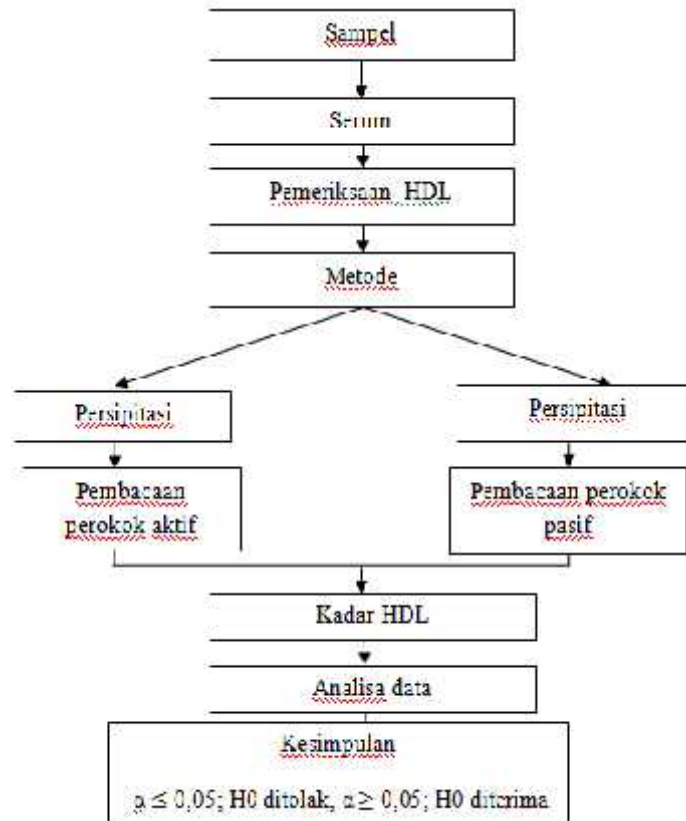 Sampel
Serum
Pemeriksaan HDL
Metode
Persipitasi
Persipitasi
Pembacaan
perokok aktif
Pembacaan perokok
pasif
Kadar HDL
Analisa data
Kesimpulan
≤ 0,05; H0 ditolak, α ≥ 0,05; H0 diterima